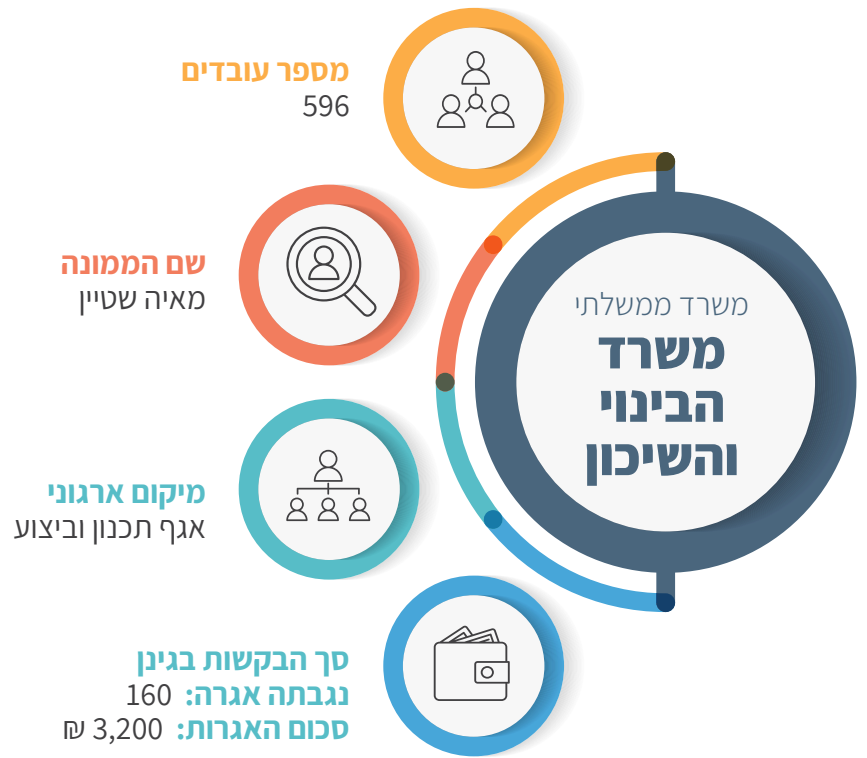 משרד ממשלתי
משרד
הבינוי
והשיכון
מספר עובדים
596
שם הממונה
מאיה שטיין
מיקום ארגוני
אגף תכנון וביצוע
סך הבקשות בגינן
נגבתה אגרה: 160
סכום האגרות: 3,200 ₪